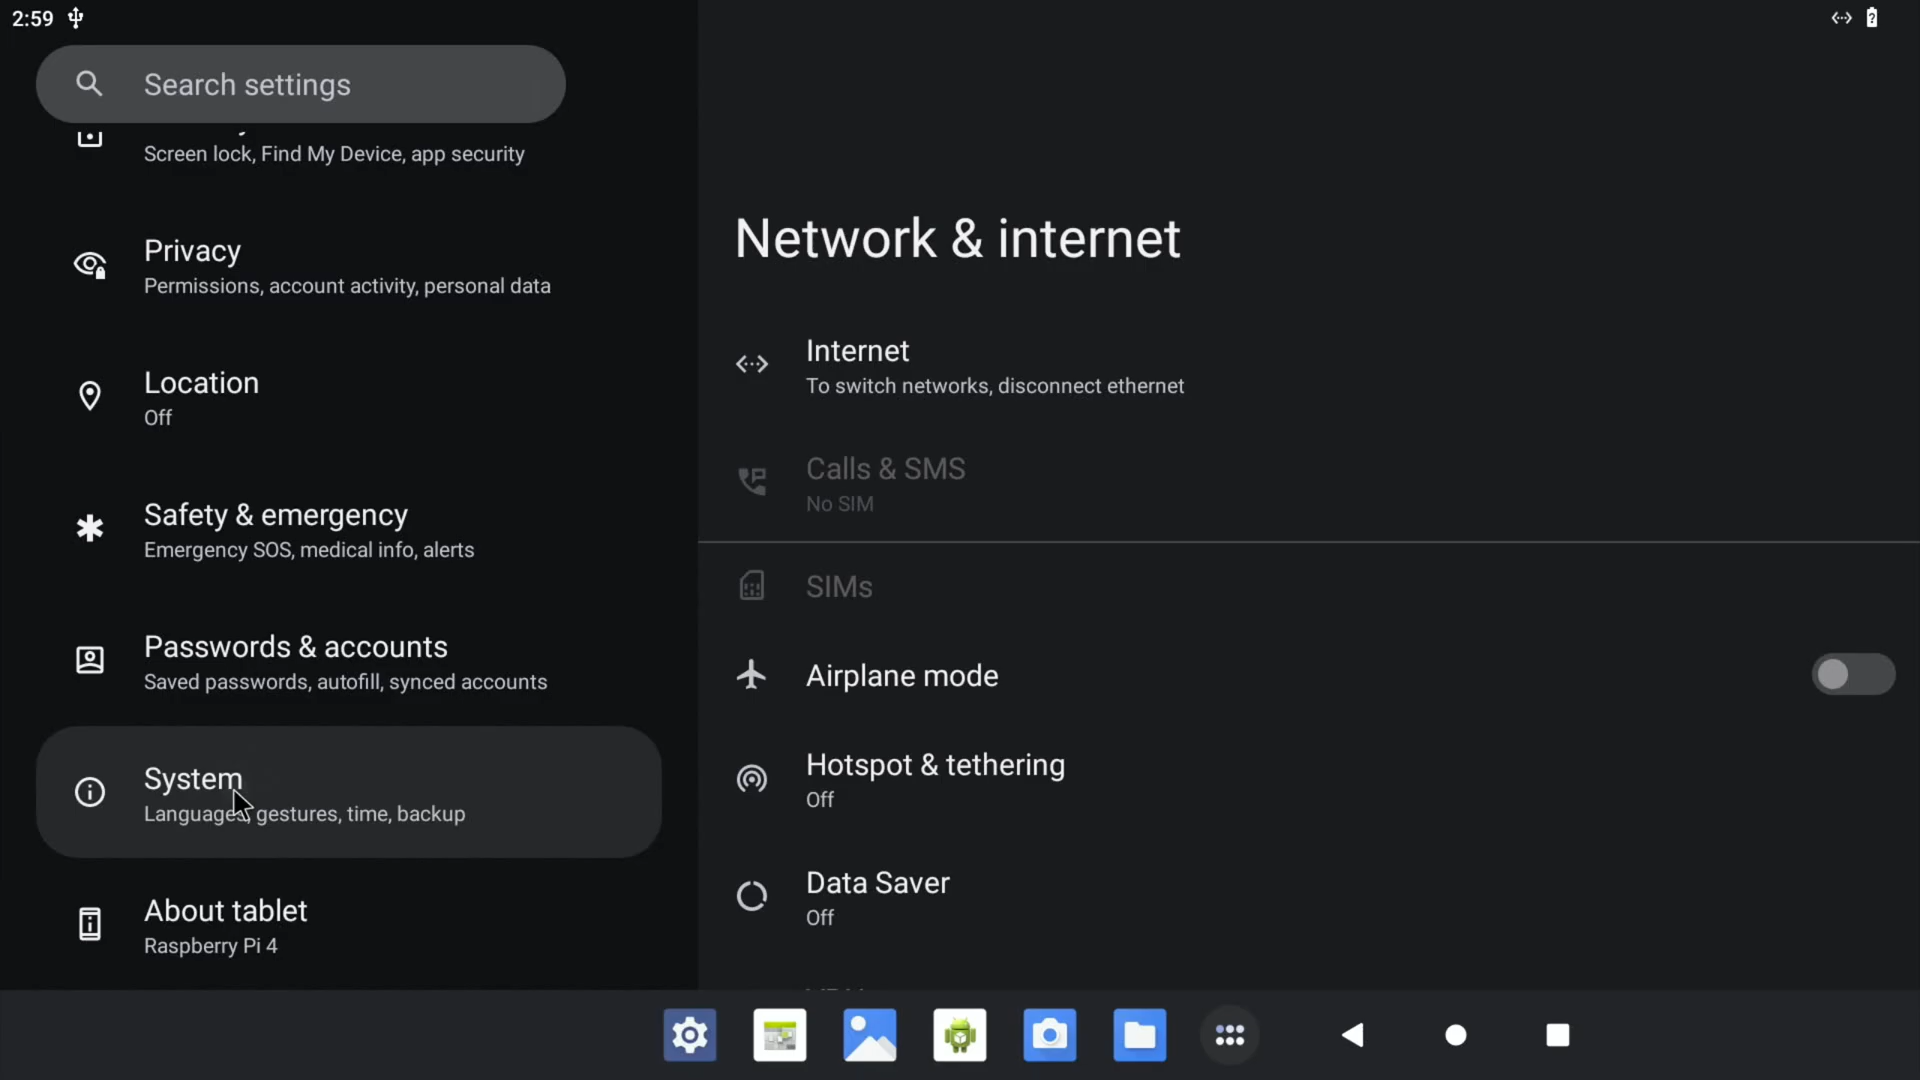 2:59
Search settings
Screen lock, Find My Device, app security
Privacy
Permissions, account activity, personal data
Location
Off
Safety & emergency
Emergency SOS, medical info, alerts
Passwords & accounts
Saved passwords, autofill, synced accounts
System
Languages, gestures, time, backup
About tablet
Raspberry Pi 4
Network & internet
Internet
To switch networks, disconnect ethernet
Calls & SMS
No SIM
SIMs
Airplane mode
Hotspot & tethering
Off
Data Saver
Off